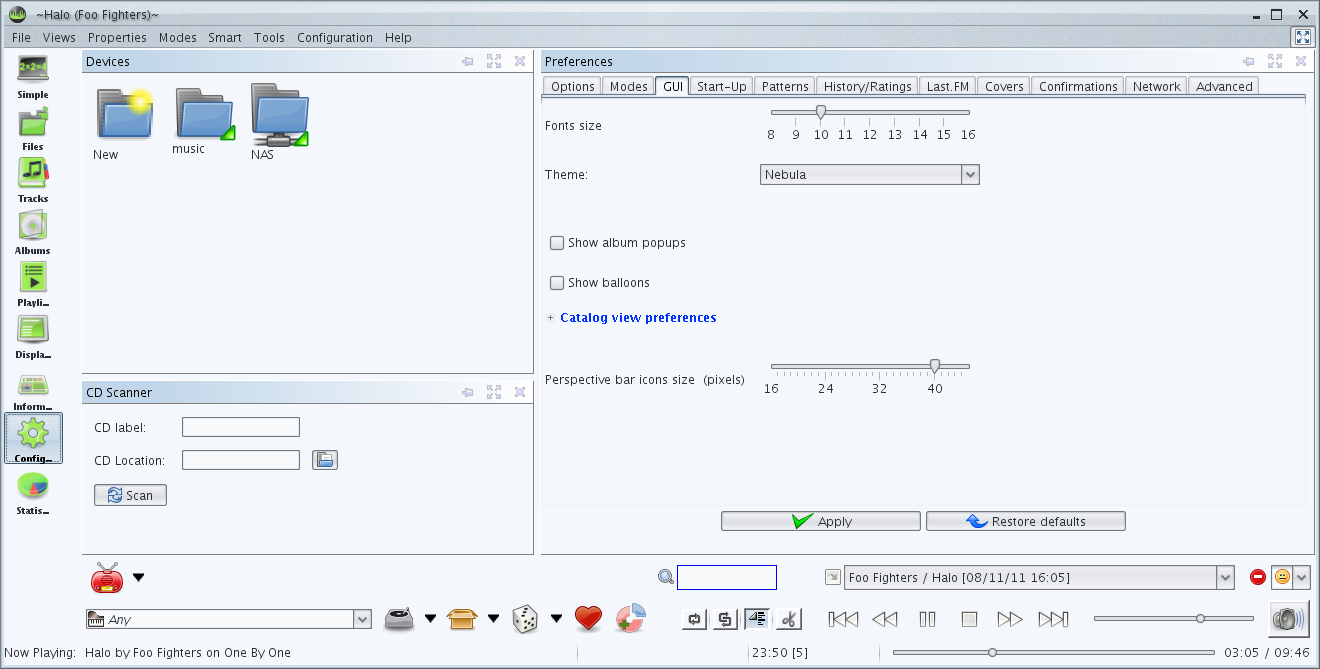 ~Halo (Foo Fighters)~
File Views Properties Modes Smart Tools Configuration Help
2×2=4
Simple
Files
Tracks
Albums
Playli...
Displa...
Inform...
Config...
Statis...
Devices
New
music
NAS
CD Scanner
CD label:
CD Location:
Scan
Preferences
Options Modes GUI Start-Up Patterns History/Ratings Last.FM Covers Confirmations Network Advanced
Fonts size
8 9 10 11 12 13 14 15 16
Theme: Nebula
Show album popups
Show balloons
+ Catalog view preferences
Perspective bar icons size (pixels)
16 24 32 40
Apply Restore defaults
Foo Fighters / Halo [08/11/11 16:05]
Any
Now Playing: Halo by Foo Fighters on One By One
23:50 [5]
03:05 / 09:46